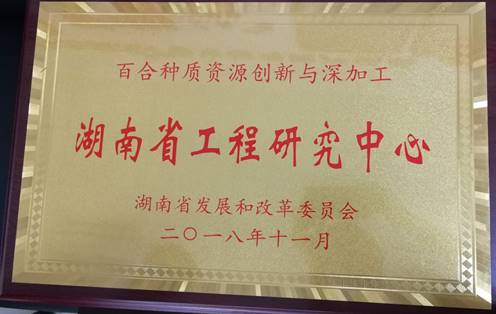 百合种质资源创新与深加工
湖南省工程研究中心
湖南省发展和改革委员会
二〇一八年十一月